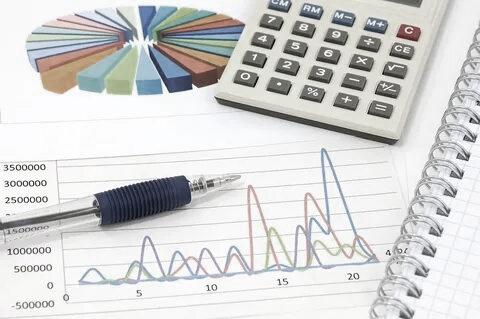 CM RM M- M+ C
7 8 9 ÷ CE
4 5 6 × √
1 2 3 − +/−
0 · % + =
3500000
3000000
2500000
2000000
1500000
1000000
500000
0
-500000
0 5 10 15 20